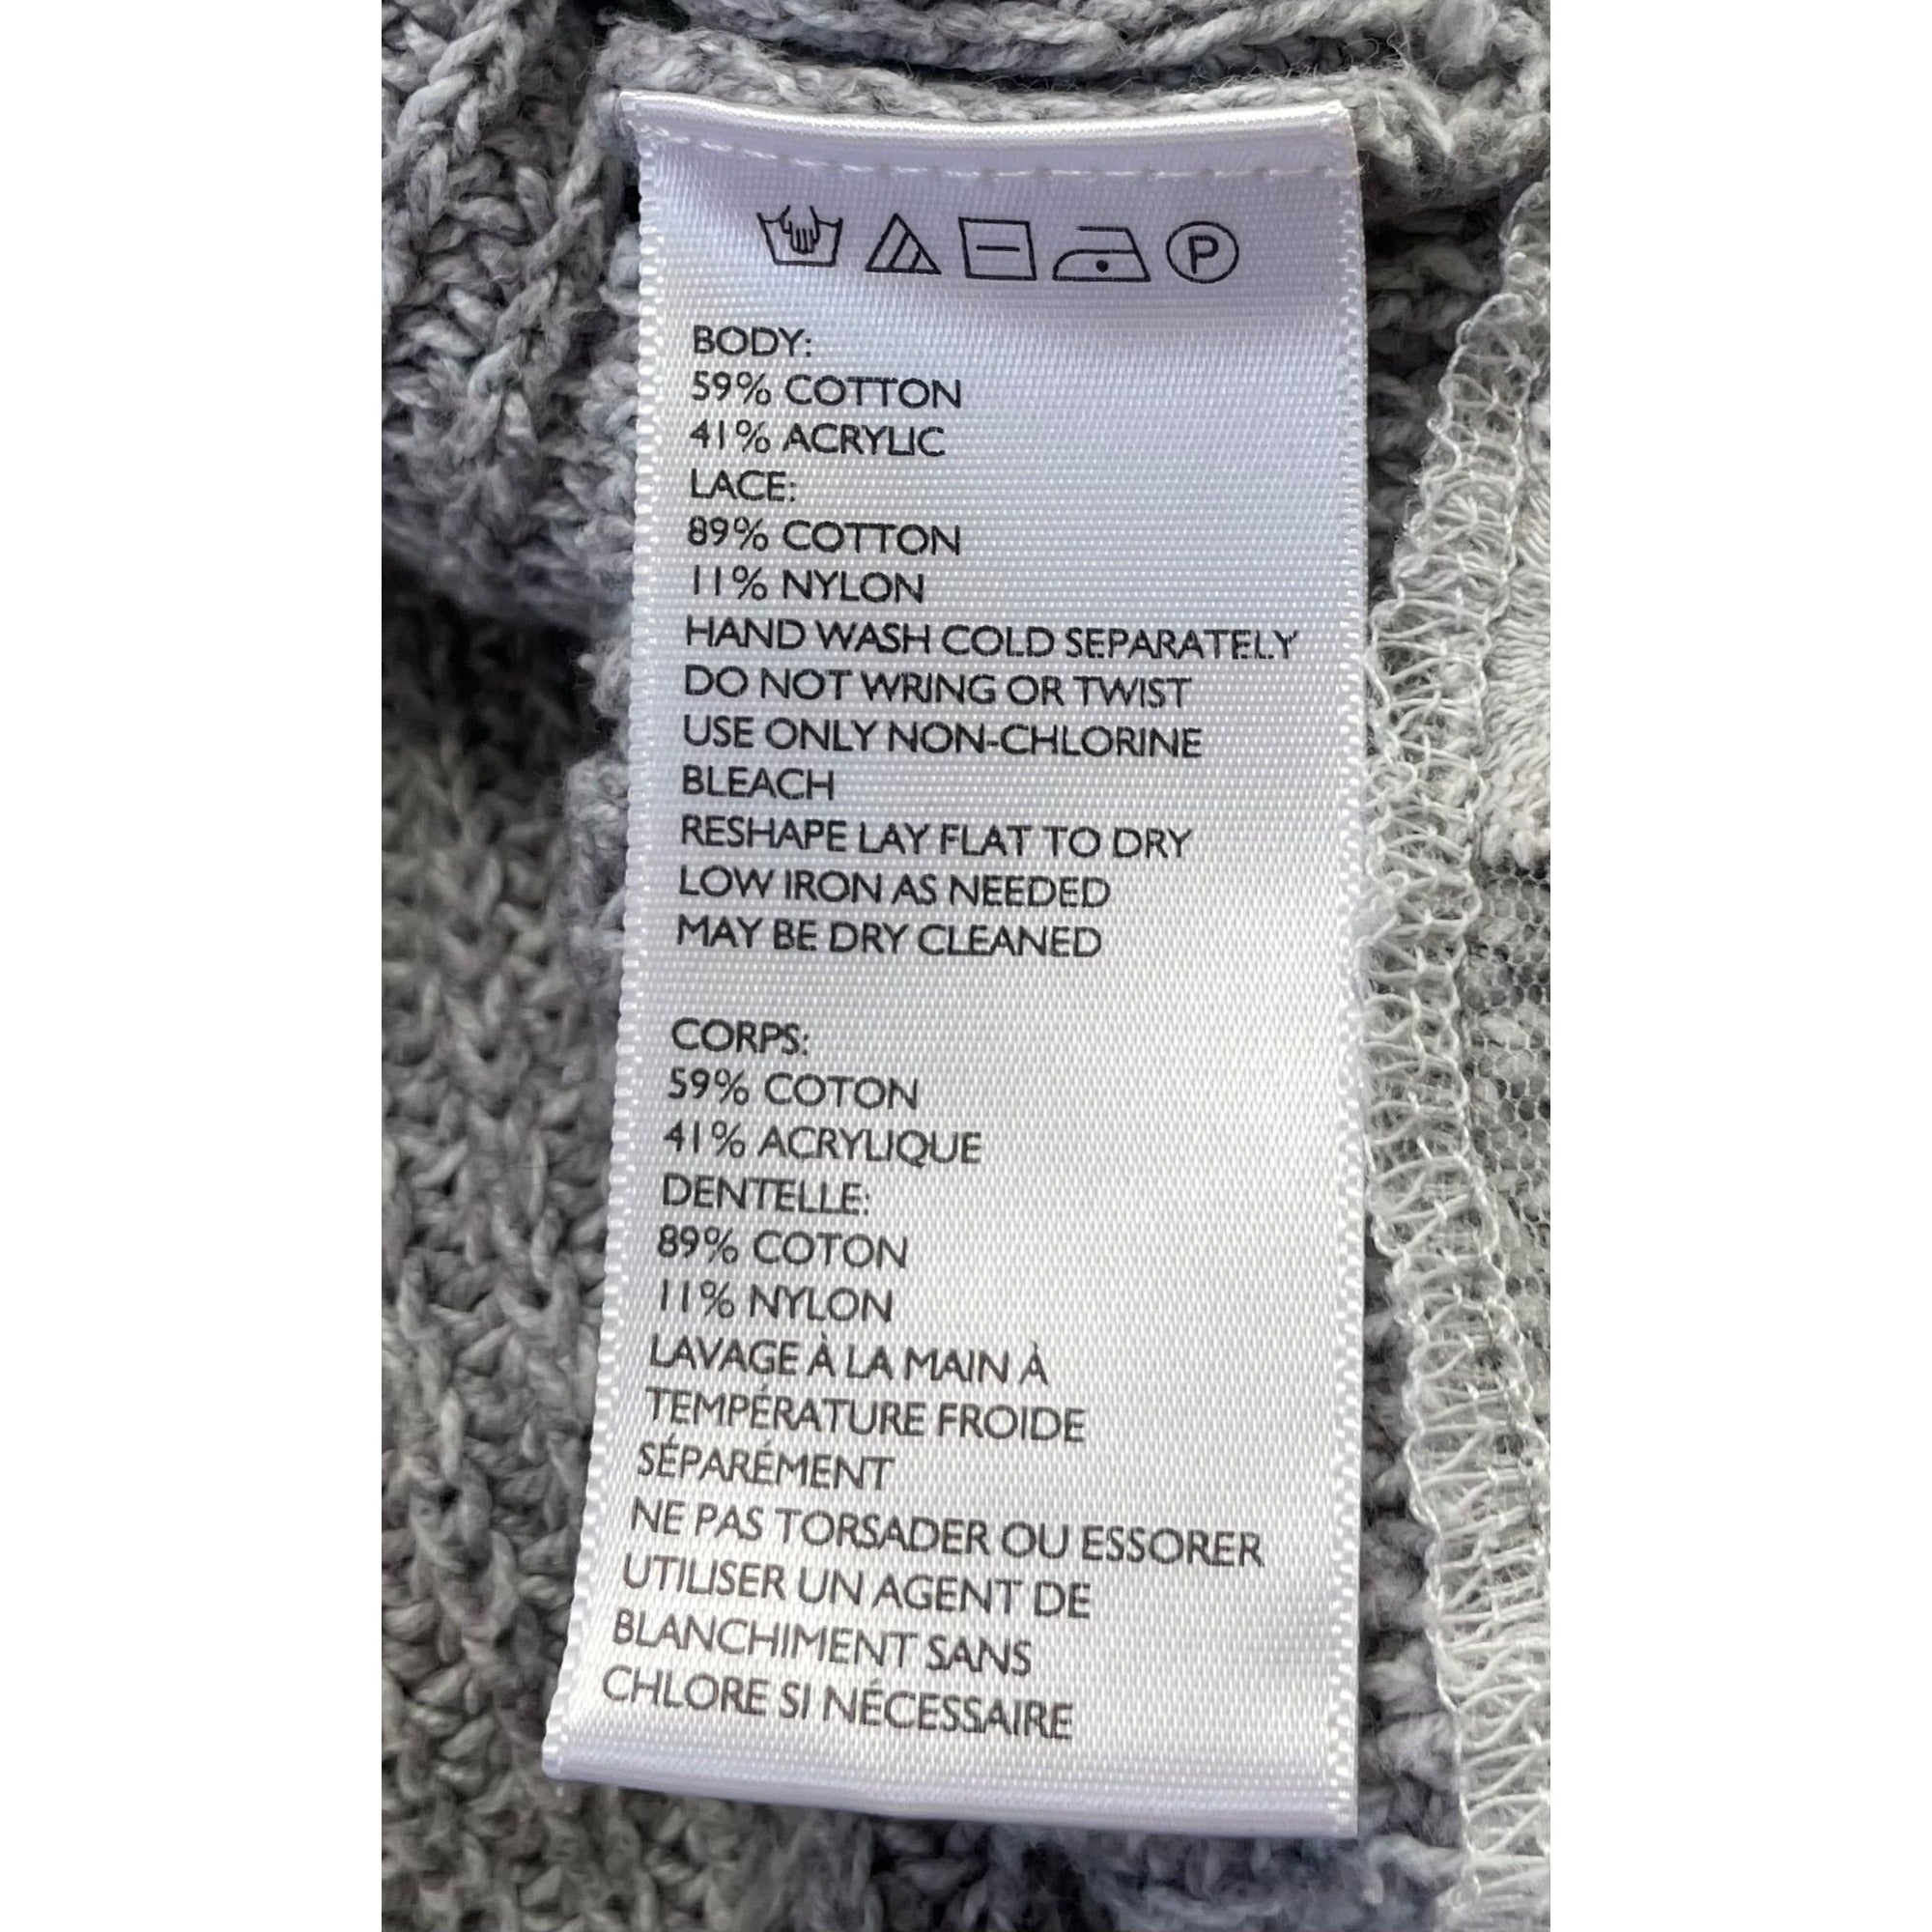 P
BODY:
59% COTTON
41% ACRYLIC
LACE:
89% COTTON
11% NYLON
HAND WASH COLD SEPARATELY
DO NOT WRING OR TWIST
USE ONLY NON-CHLORINE
BLEACH
RESHAPE LAY FLAT TO DRY
LOW IRON AS NEEDED
MAY BE DRY CLEANED
CORPS:
59% COTON
41% ACRYLIQUE
DENTELLE:
89% COTON
11% NYLON
LAVAGE À LA MAIN À
TEMPÉRATURE FROIDE
SÉPARÉMENT
NE PAS TORSADER OU ESSORER
UTILISER UN AGENT DE
BLANCHIMENT SANS
CHLORE SI NÉCESSAIRE